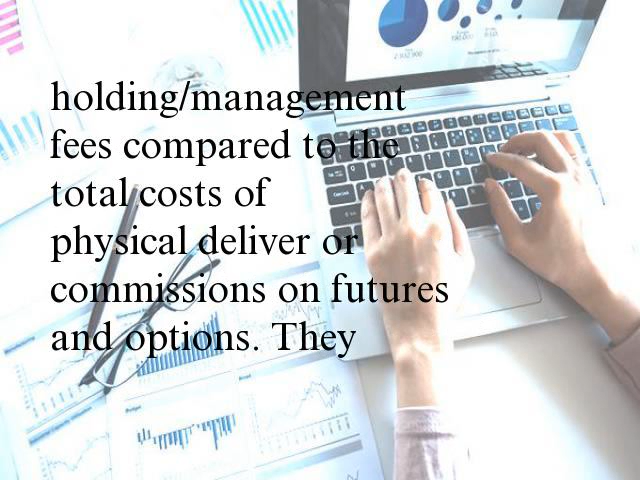 holding/management
fees compared to the
total costs of
physical deliver or
commissions on futures
and options. They